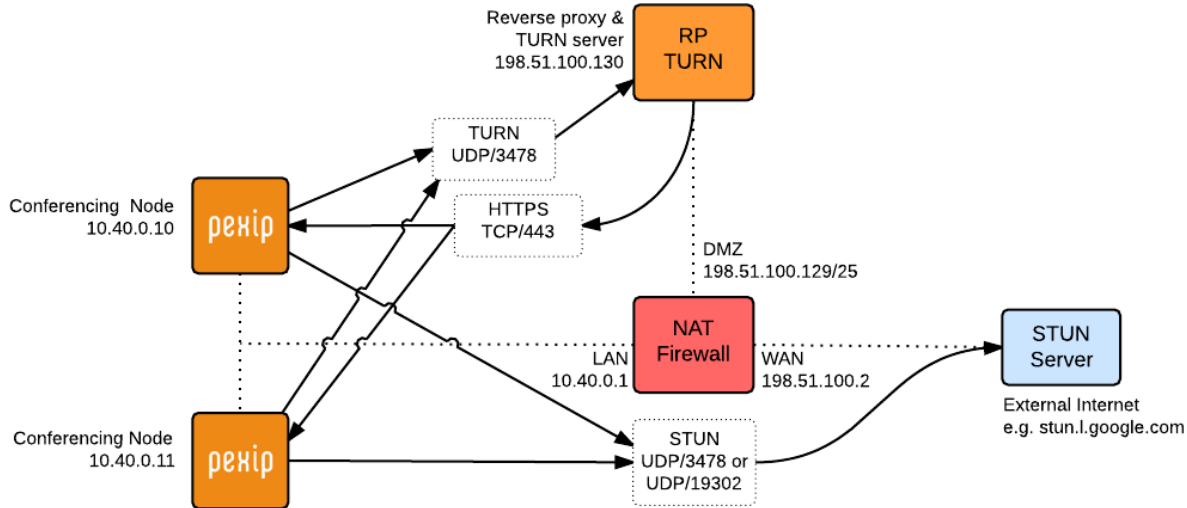 Reverse proxy &
TURN server
198.51.100.130
RP
TURN
TURN
UDP/3478
Conferencing Node
10.40.0.10
pexip
HTTPS
TCP/443
DMZ
198.51.100.129/25
NAT
Firewall
LAN
10.40.0.1
WAN
198.51.100.2
STUN
Server
External Internet
e.g. stun.l.google.com
Conferencing Node
10.40.0.11
pexip
STUN
UDP/3478 or
UDP/19302